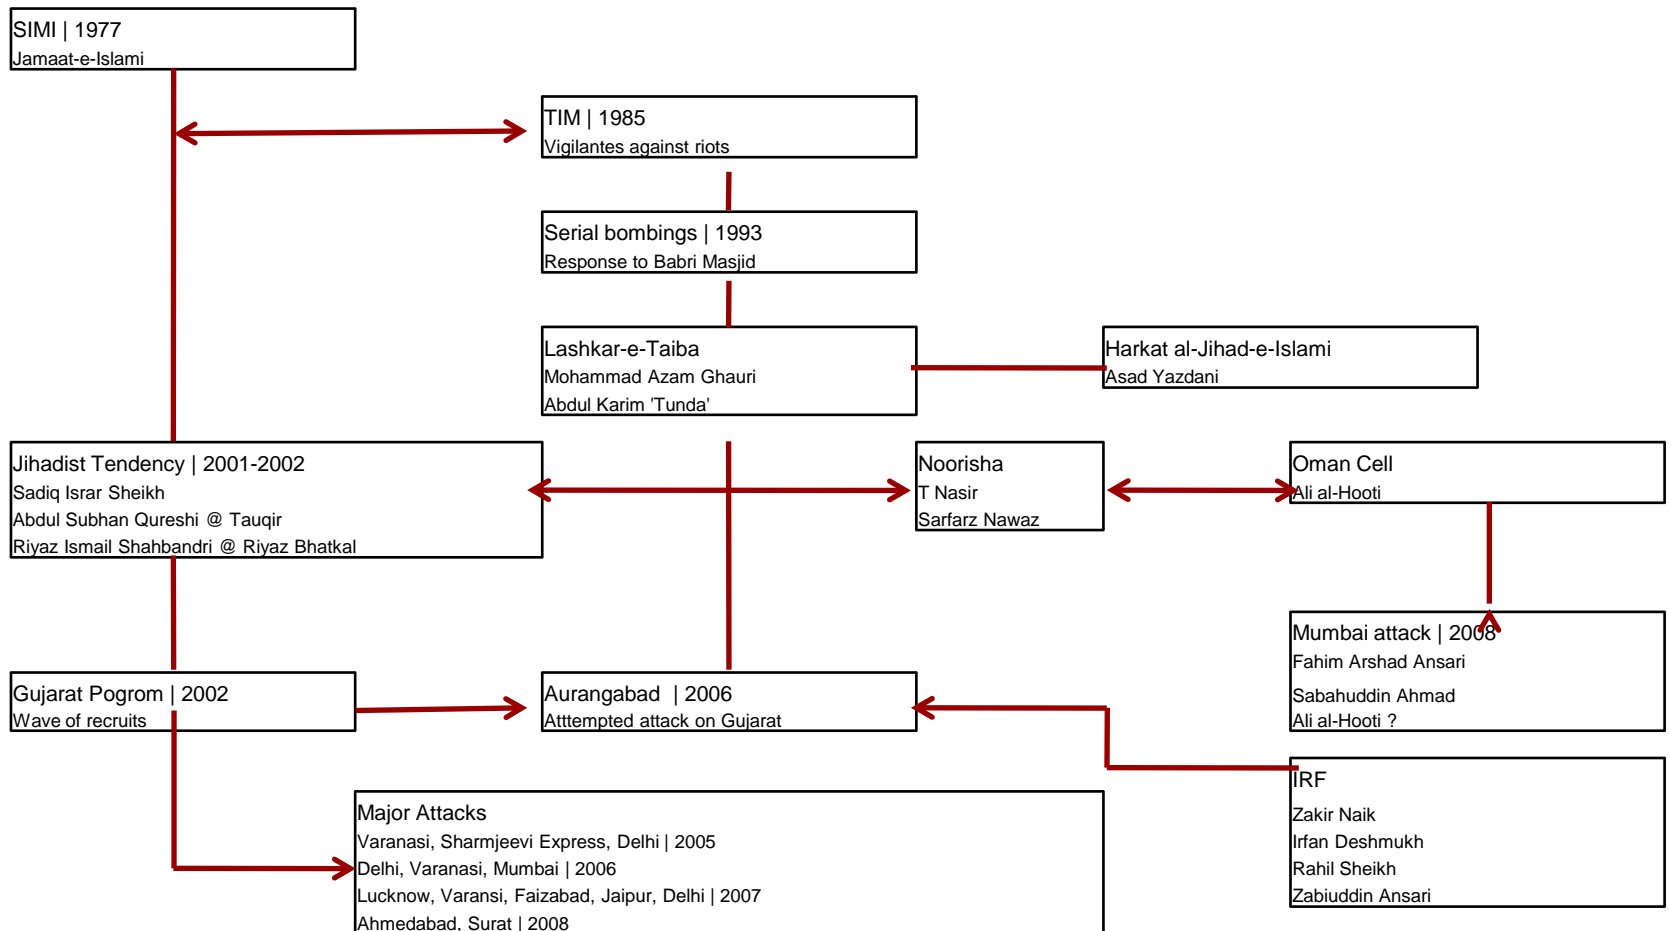 SIMI | 1977
Jamaat-e-Islami
TIM | 1985
Vigilantes against riots
Serial bombings | 1993
Response to Babri Masjid
Lashkar-e-Taiba
Mohammad Azam Ghauri
Abdul Karim 'Tunda'
Harkat al-Jihad-e-Islami
Asad Yazdani
Jihadist Tendency | 2001-2002
Sadiq Israr Sheikh
Abdul Subhan Qureshi @ Tauqir
Riyaz Ismail Shahbandri @ Riyaz Bhatkal
Noorisha
T Nasir
Sarfarz Nawaz
Oman Cell
Ali al-Hooti
Mumbai attack | 2008
Fahim Arshad Ansari
Sabahuddin Ahmad
Ali al-Hooti ?
Gujarat Pogrom | 2002
Wave of recruits
Aurangabad | 2006
Atttempted attack on Gujarat
IRF
Zakir Naik
Irfan Deshmukh
Rahil Sheikh
Zabiuddin Ansari
Major Attacks
Varanasi, Sharmjeevi Express, Delhi | 2005
Delhi, Varanasi, Mumbai | 2006
Lucknow, Varansi, Faizabad, Jaipur, Delhi | 2007
Ahmedabad, Surat | 2008